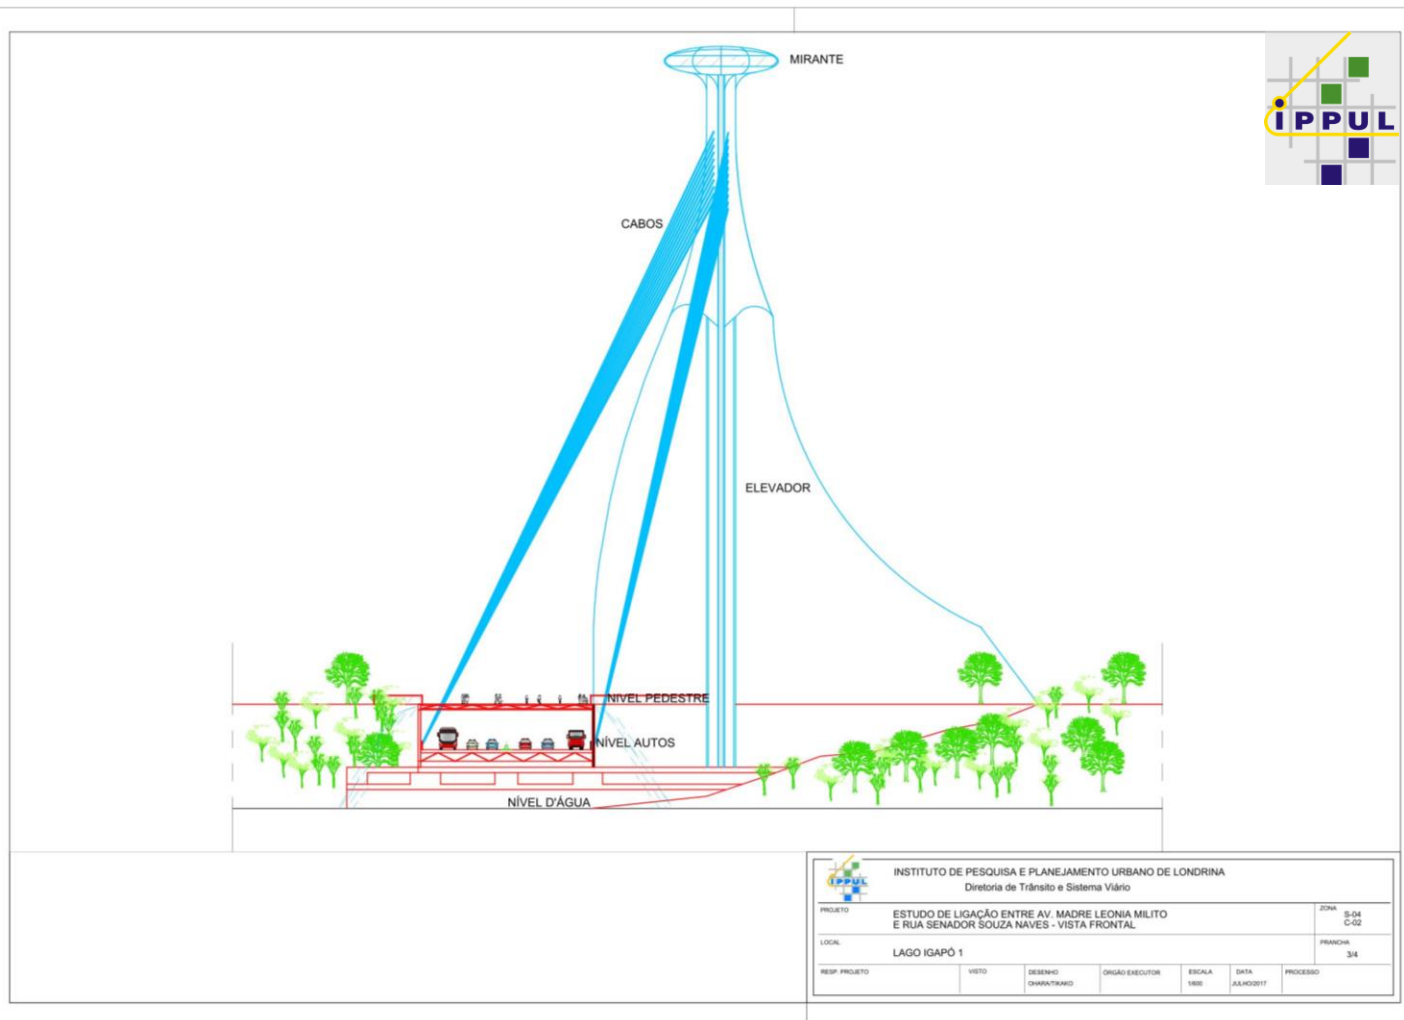 MIRANTE
IPPUL
CABOS
ELEVADOR
NIVEL PEDESTRE
NÍVEL AUTOS
NÍVEL D'ÁGUA
IPPUL
INSTITUTO DE PESQUISA E PLANEJAMENTO URBANO DE LONDRINA
Diretoria de Trânsito e Sistema Viário
PROJETO
ESTUDO DE LIGAÇÃO ENTRE AV. MADRE LEONIA MILITO
E RUA SENADOR SOUZA NAVES - VISTA FRONTAL
ZONA
S-04
C-02
LOCAL
LAGO IGAPÓ 1
PRANCHA
3/4
RESP. PROJETO
VISTO
DESENHO
OHARA/TIKAKO
ORGÃO EXECUTOR
ESCALA
1/600
DATA
JULHO/2017
PROCESSO